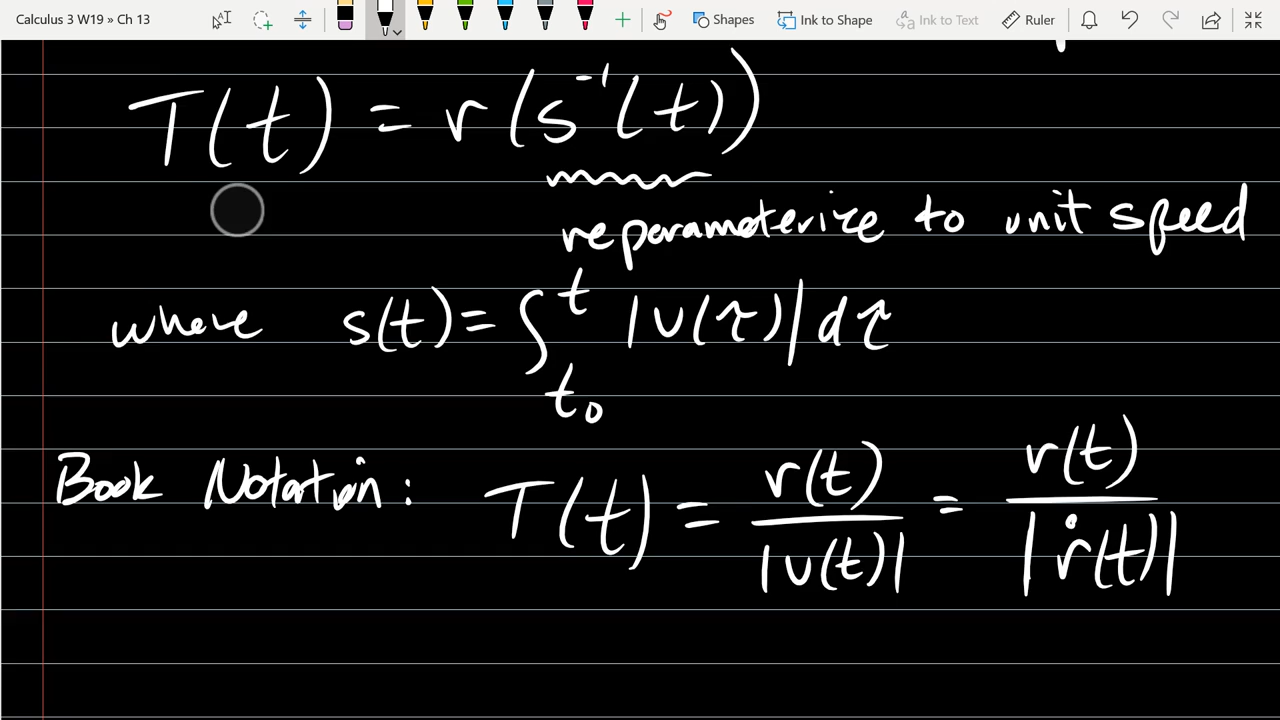 Calculus 3 W19 » Ch 13 Shapes Ink to Shape Ink to Text Ruler
T(t) = r(s⁻¹(t))
reparameterize to unit speed
where s(t) = ∫_{t₀}^{t} |v(τ)| dτ
Book Notation: T(t) = r(t)/|v(t)| = r(t)/|ṙ(t)|